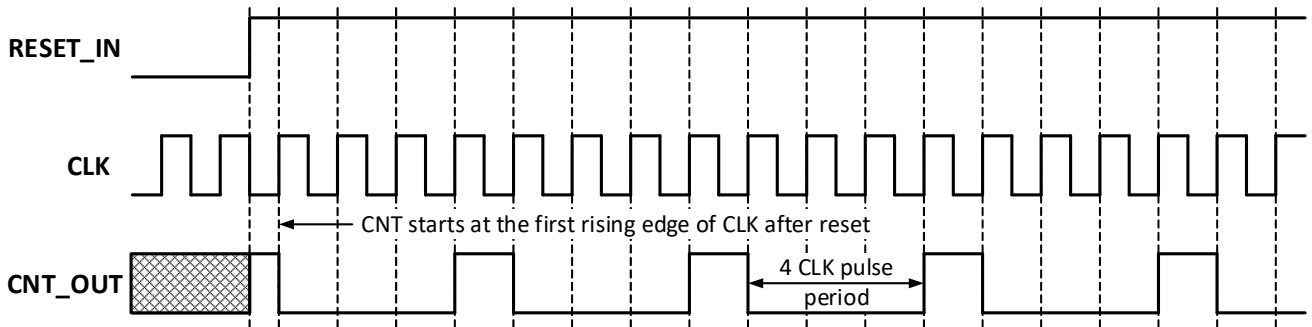 RESET_IN
CLK
CNT starts at the first rising edge of CLK after reset
CNT_OUT
4 CLK pulse
period